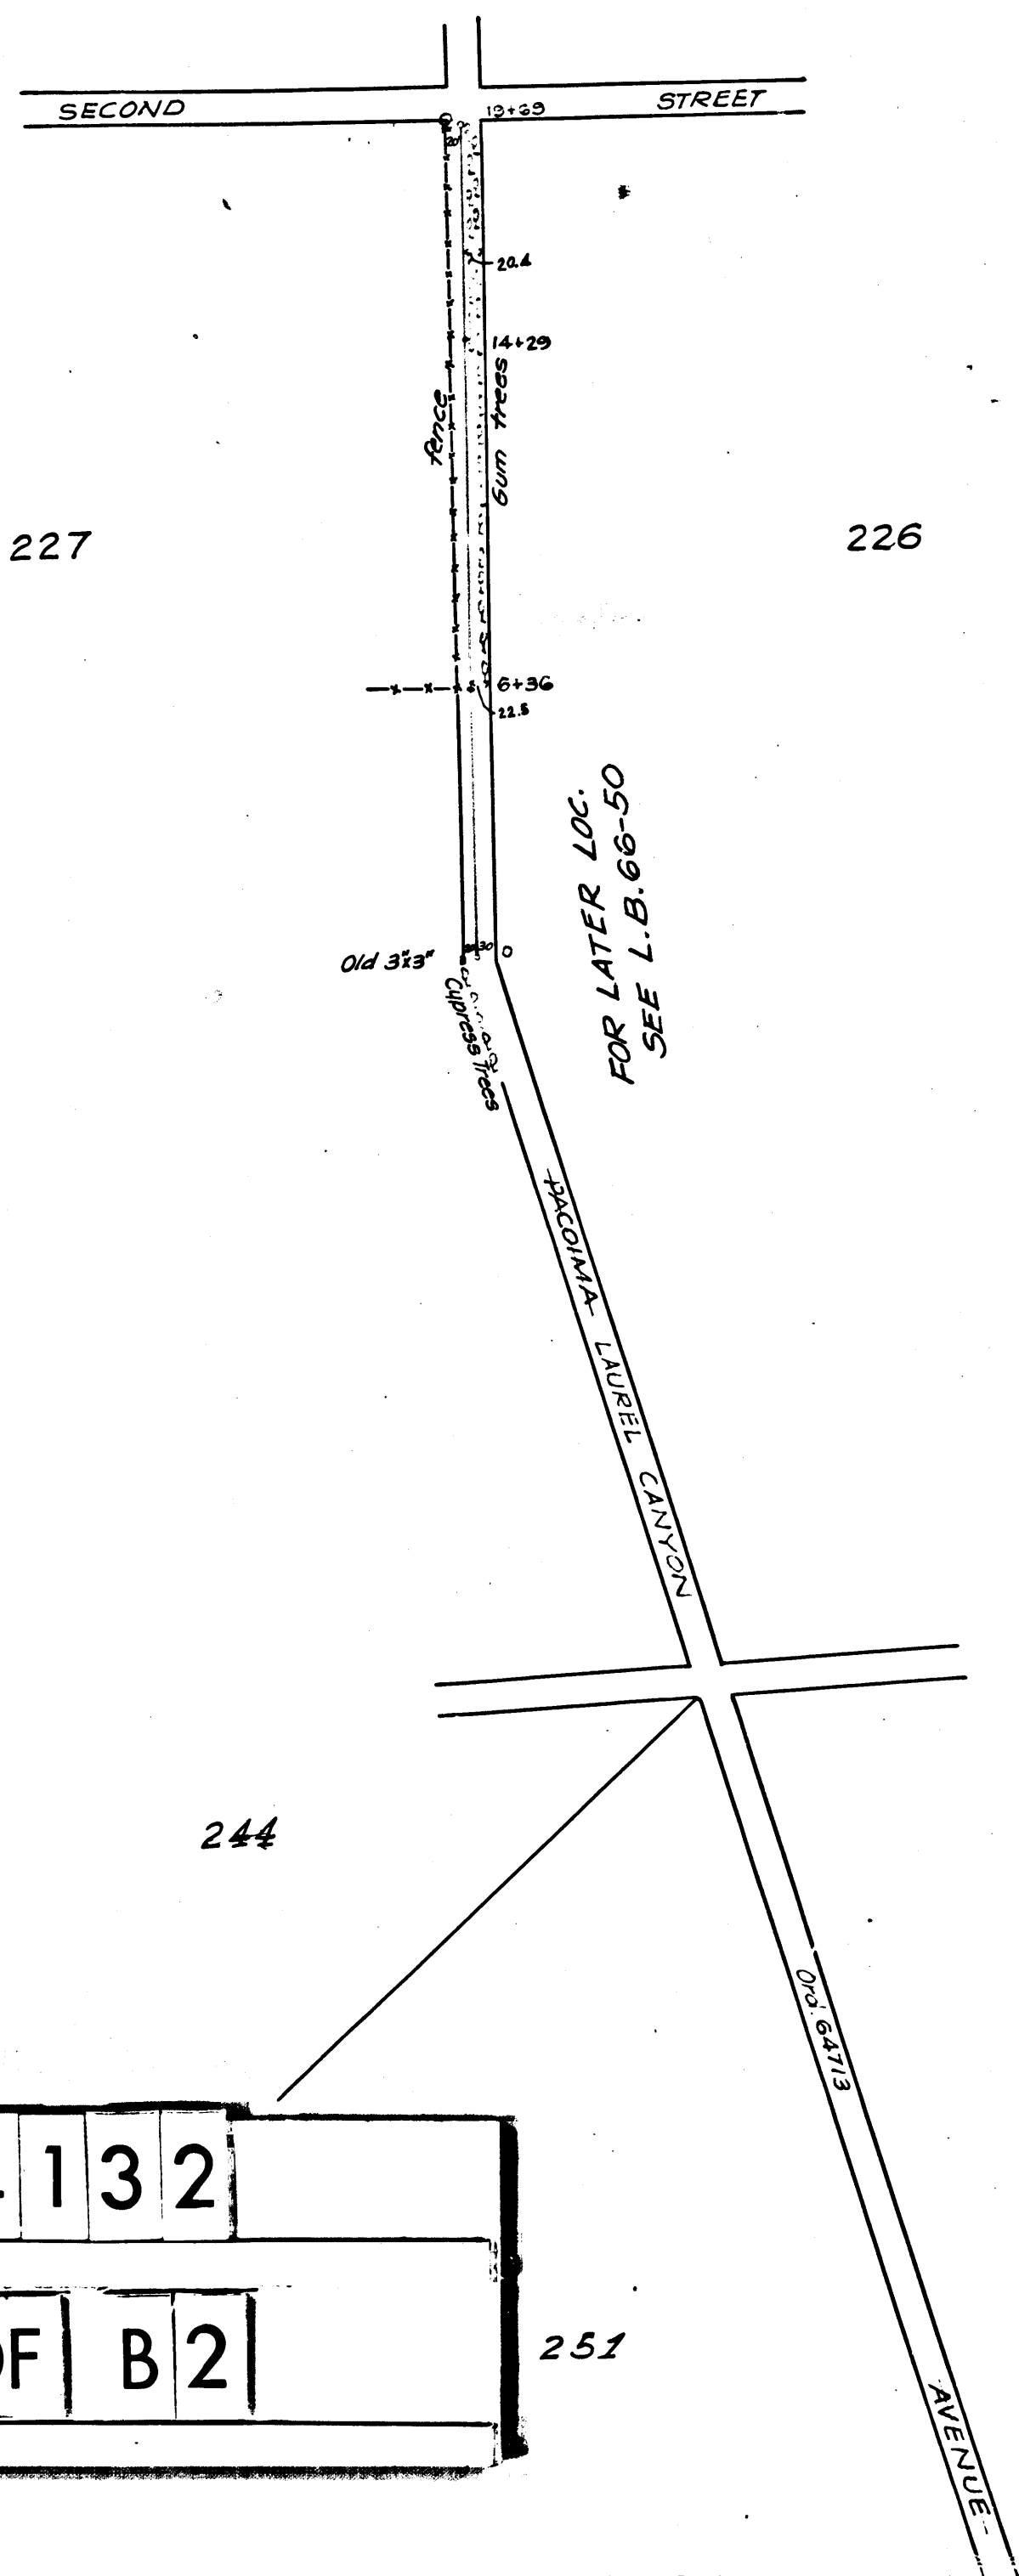 SECOND STREET
19+69
20'
20.4
14+29
fence
Gum trees
227
226
6+36
22.5
FOR LATER LOC.
SEE L.B.66-50
Old 3"x3"
30
Cypress Trees
PACOIMA LAUREL CANYON
244
Ord. 64713
132
F B2
251
AVENUE